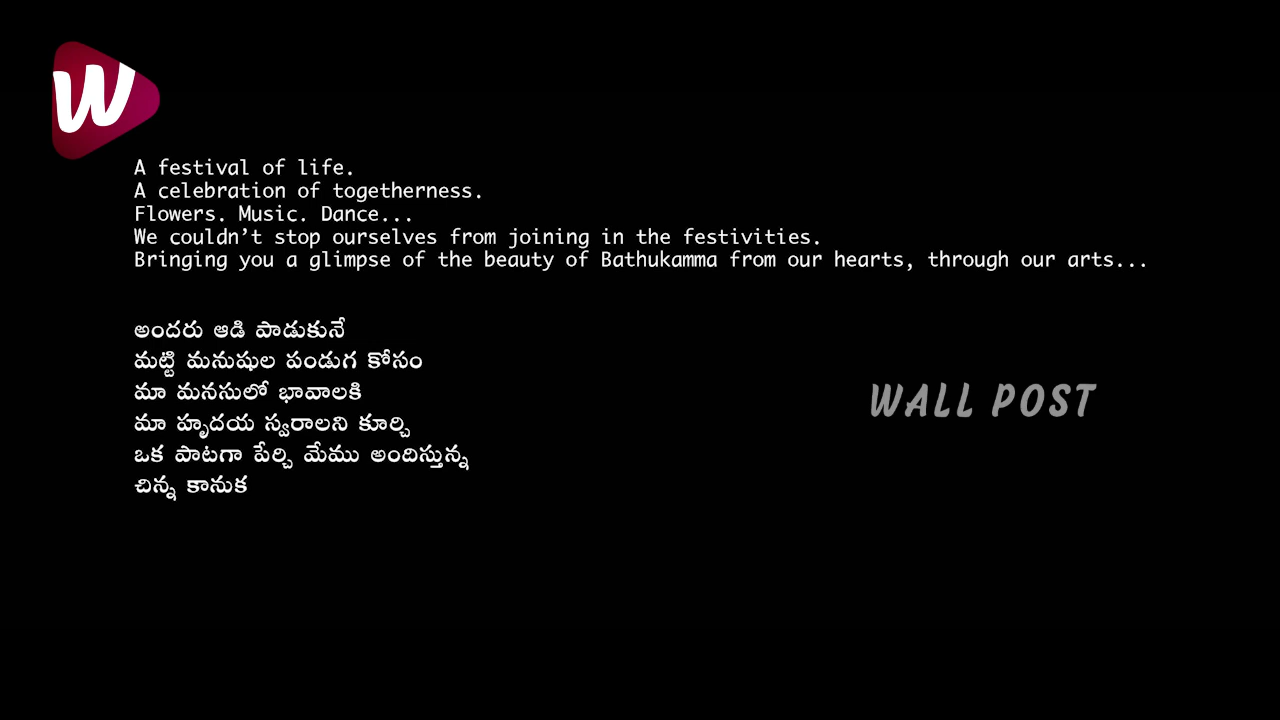 W
A festival of life.
A celebration of togetherness.
Flowers. Music. Dance...
We couldn’t stop ourselves from joining in the festivities.
Bringing you a glimpse of the beauty of Bathukamma from our hearts, through our arts...
అందరు ఆడి పాడుకునే
మట్టి మనుషుల పండుగ కోసం
మా మనసులో భావాలకి
మా హృదయ స్వరాలని కూర్చి
ఒక పాటగా పేర్చి మేము అందిస్తున్న
చిన్న కానుక
WALL POST